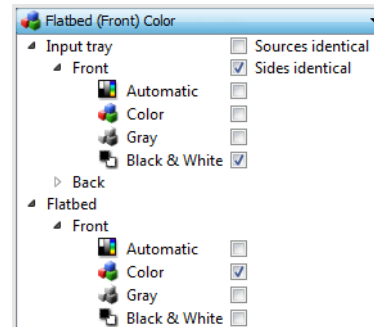 Flatbed (Front) Color
Input tray Sources identical
Front Sides identical
Automatic
Color
Gray
Black & White
Back
Flatbed
Front
Automatic
Color
Gray
Black & White